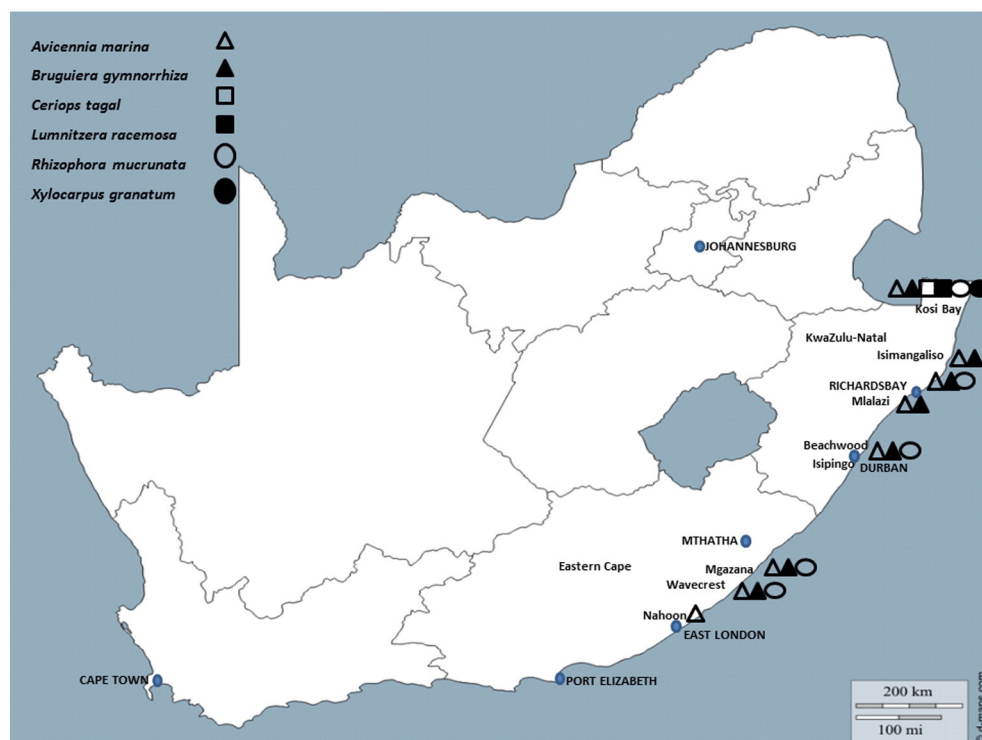 Avicennia marina
Bruguiera gymnorrhiza
Ceriops tagal
Lumnitzera racemosa
Rhizophora mucrunata
Xylocarpus granatum
JOHANNESBURG
Kosi Bay
KwaZulu-Natal
Isimangaliso
RICHARDSBAY
Mlalazi
Beachwood
Isipingo
DURBAN
MTHATHA
Eastern Cape
Mgazana
Wavecrest
Nahoon
EAST LONDON
CAPE TOWN
PORT ELIZABETH
200 km
100 mi
© d-maps.com